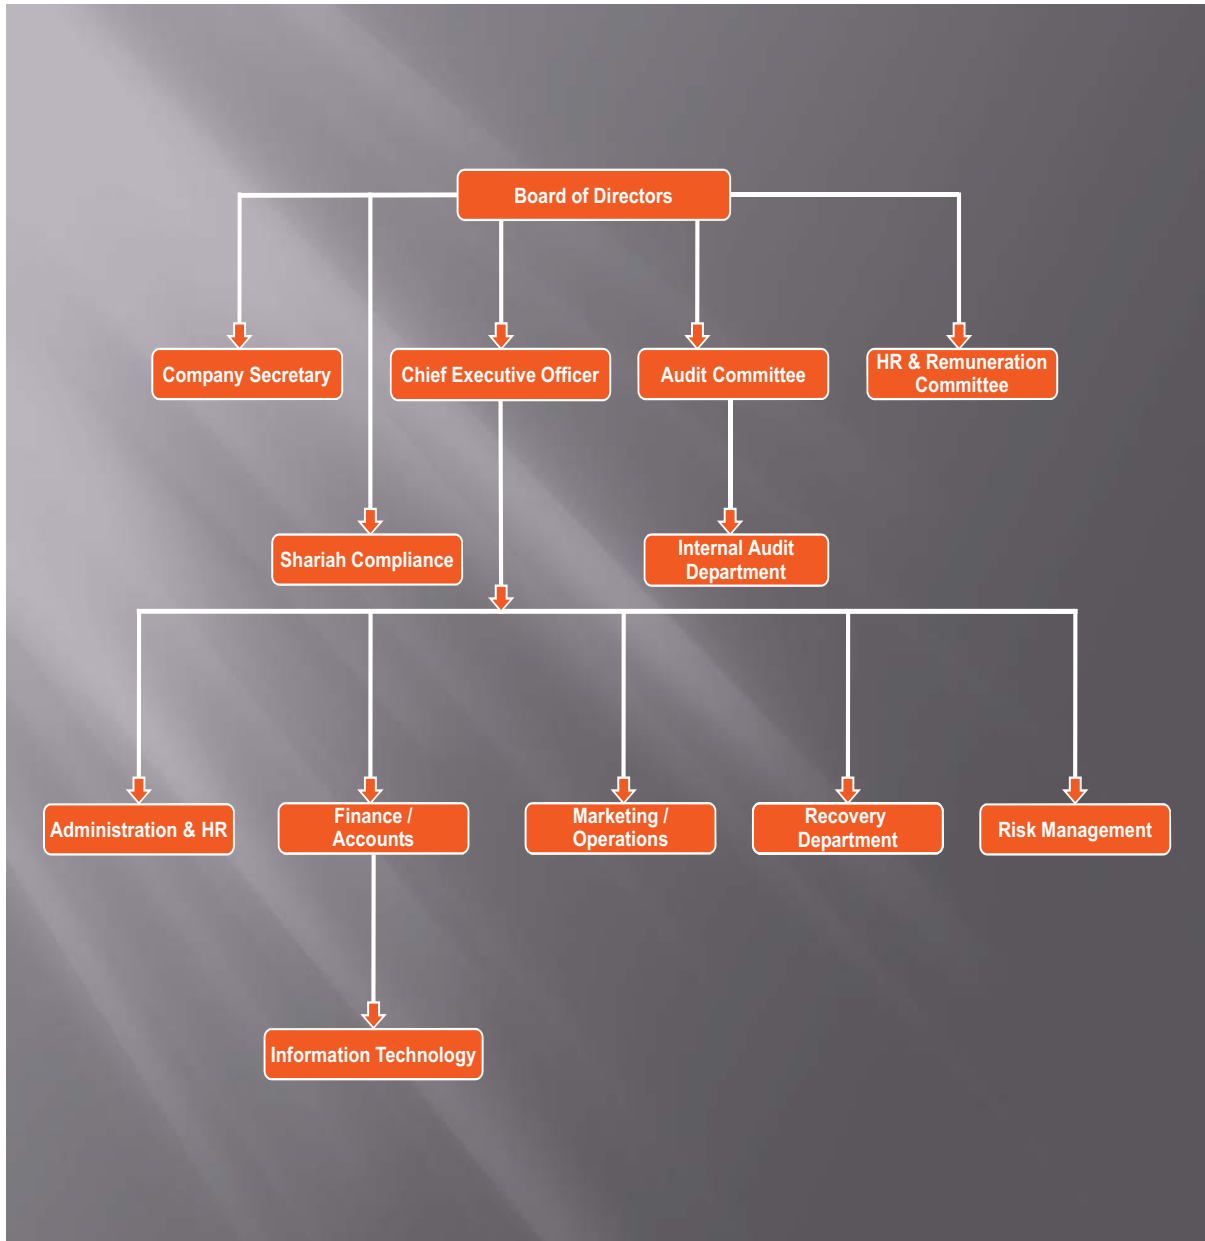 Board of Directors
Company Secretary
Chief Executive Officer
Audit Committee
HR & Remuneration
Committee
Shariah Compliance
Internal Audit
Department
Administration & HR
Finance /
Accounts
Marketing /
Operations
Recovery
Department
Risk Management
Information Technology